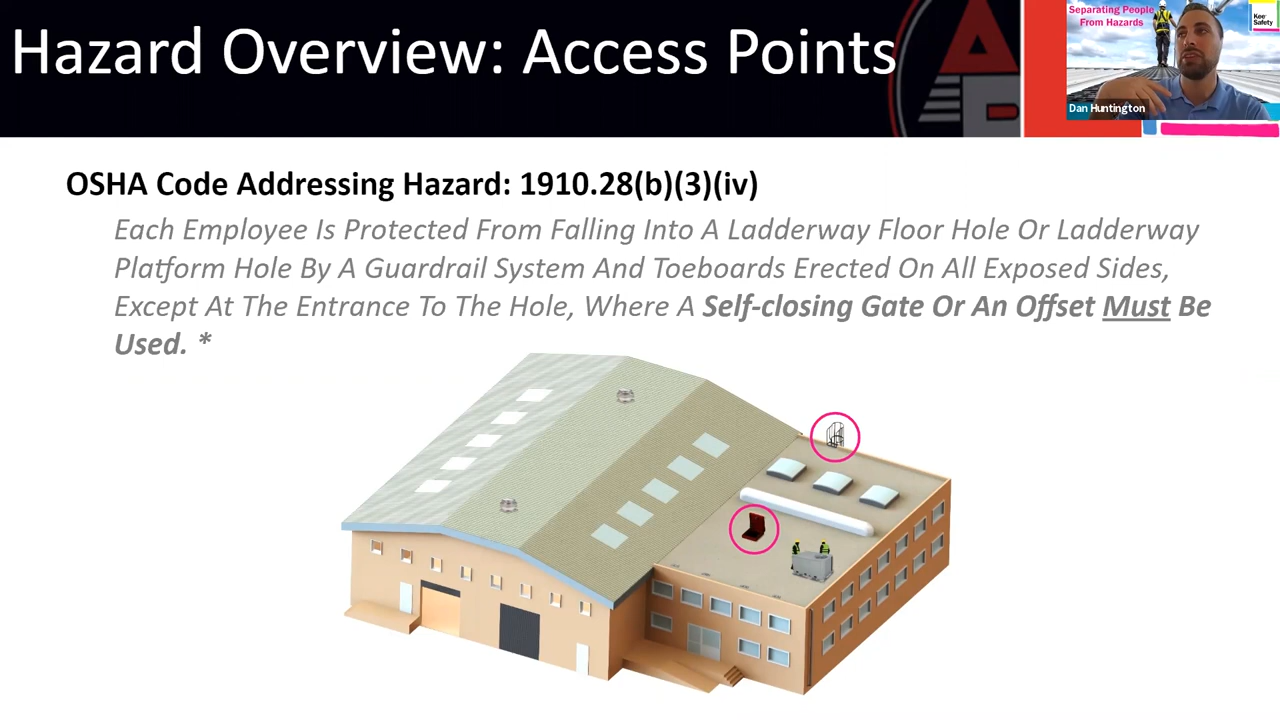 Hazard Overview: Access Points
Separating People
From Hazards
Kee
Safety
Dan Huntington
OSHA Code Addressing Hazard: 1910.28(b)(3)(iv)
Each Employee Is Protected From Falling Into A Ladderway Floor Hole Or Ladderway
Platform Hole By A Guardrail System And Toeboards Erected On All Exposed Sides,
Except At The Entrance To The Hole, Where A Self-closing Gate Or An Offset Must Be
Used. *